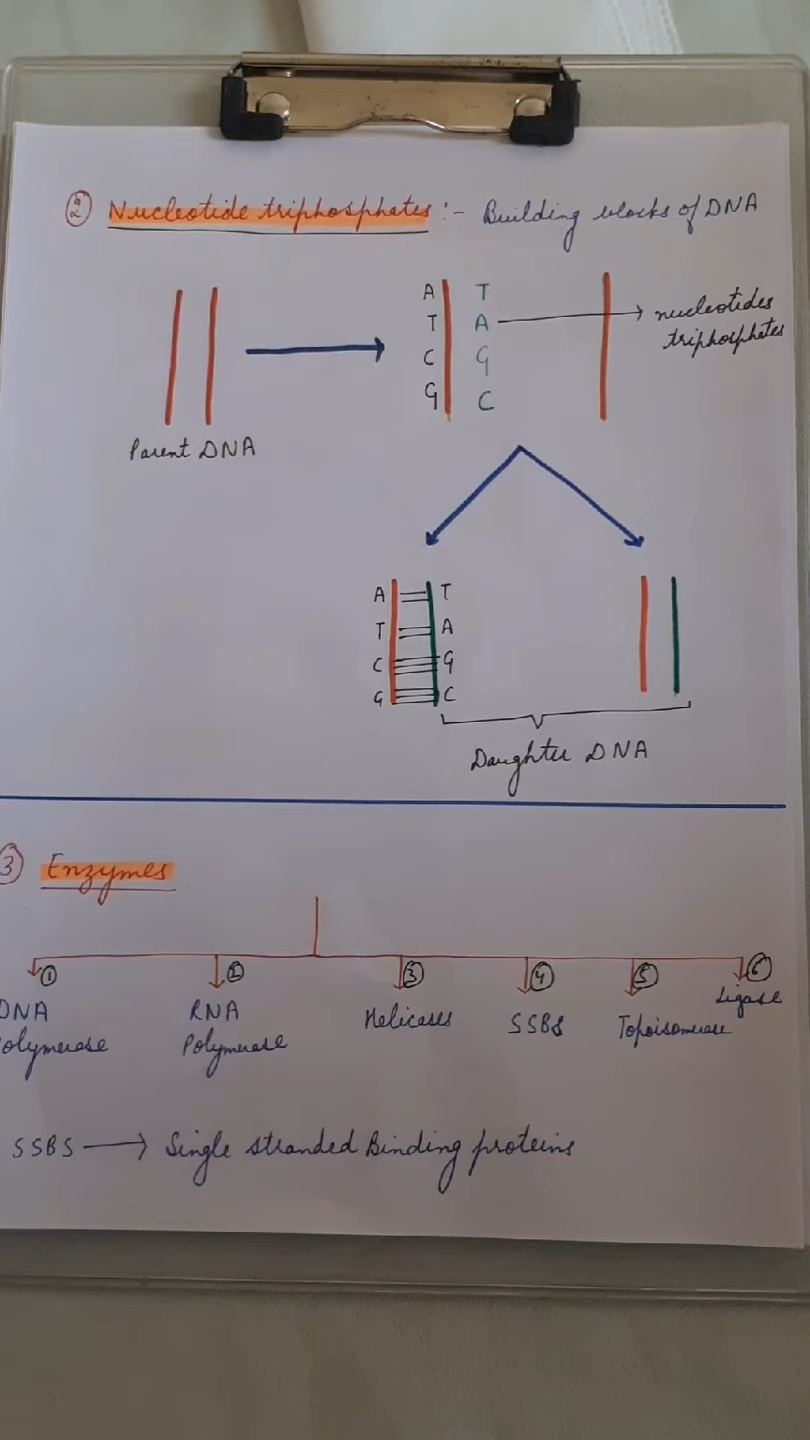 ② Nucleotide triphosphates :- Building blocks of DNA
A T
T A → nucleotides
triphosphates
C G
G C
Parent DNA
A T
T A
C G
G C
Daughter DNA
③ Enzymes
① ② ③ ④ ⑤ ⑥
DNA Polymerase
RNA Polymerase
Helicases
SSBs
Topoisomerase
Ligase
SSBS → Single stranded Binding proteins